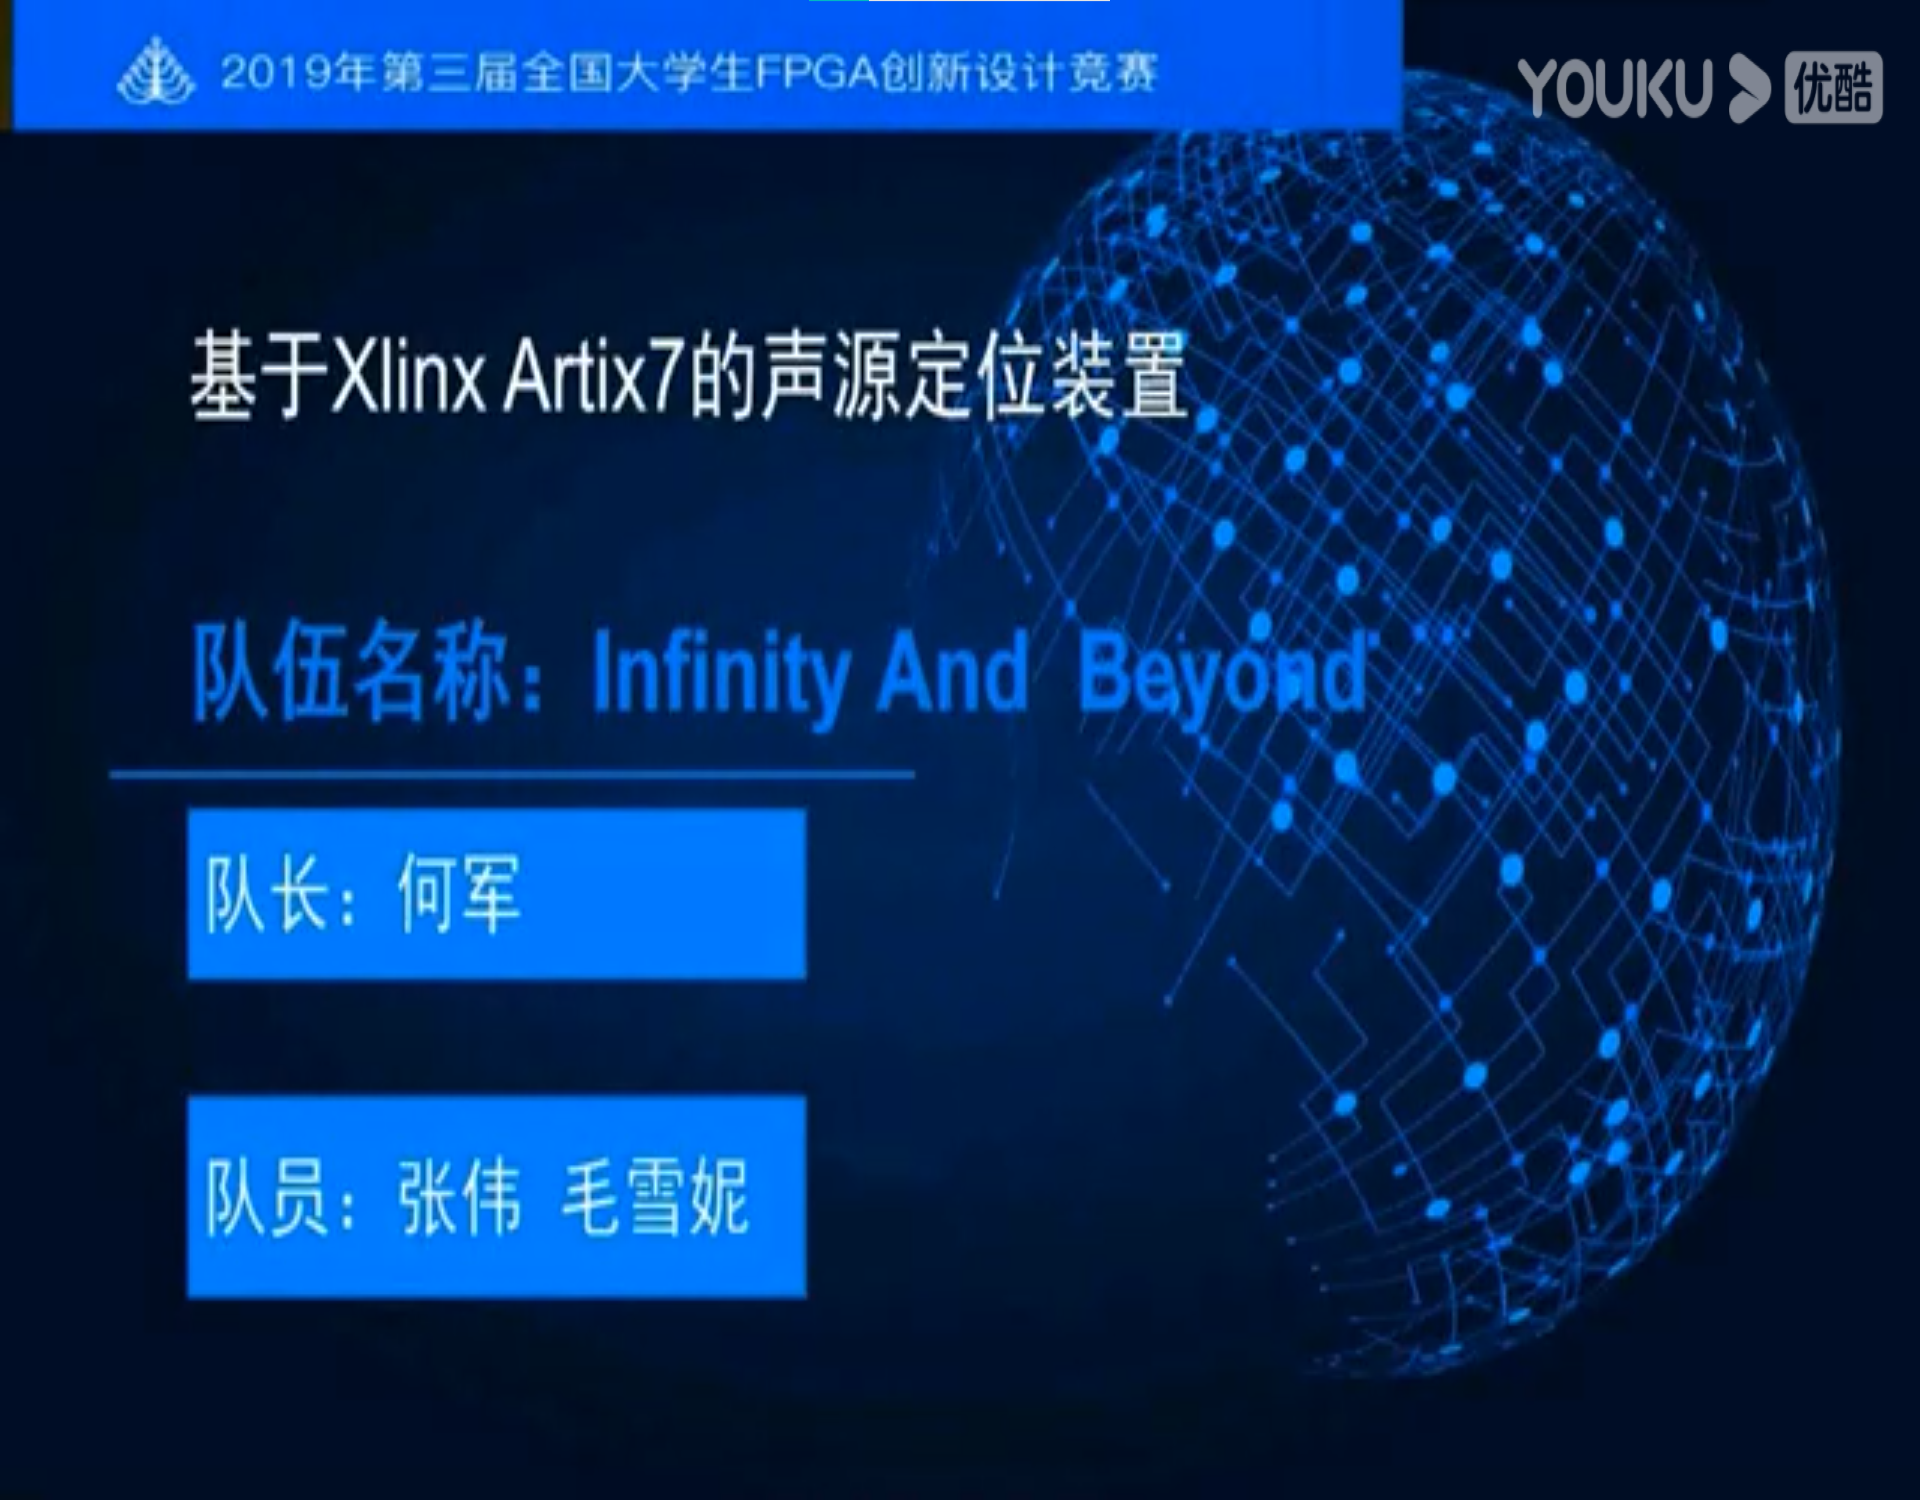 2019年第三届全国大学生FPGA创新设计竞赛
YOUKU 优酷
基于Xlinx Artix7的声源定位装置
队伍名称：Infinity And Beyond
队长：何军
队员：张伟 毛雪妮